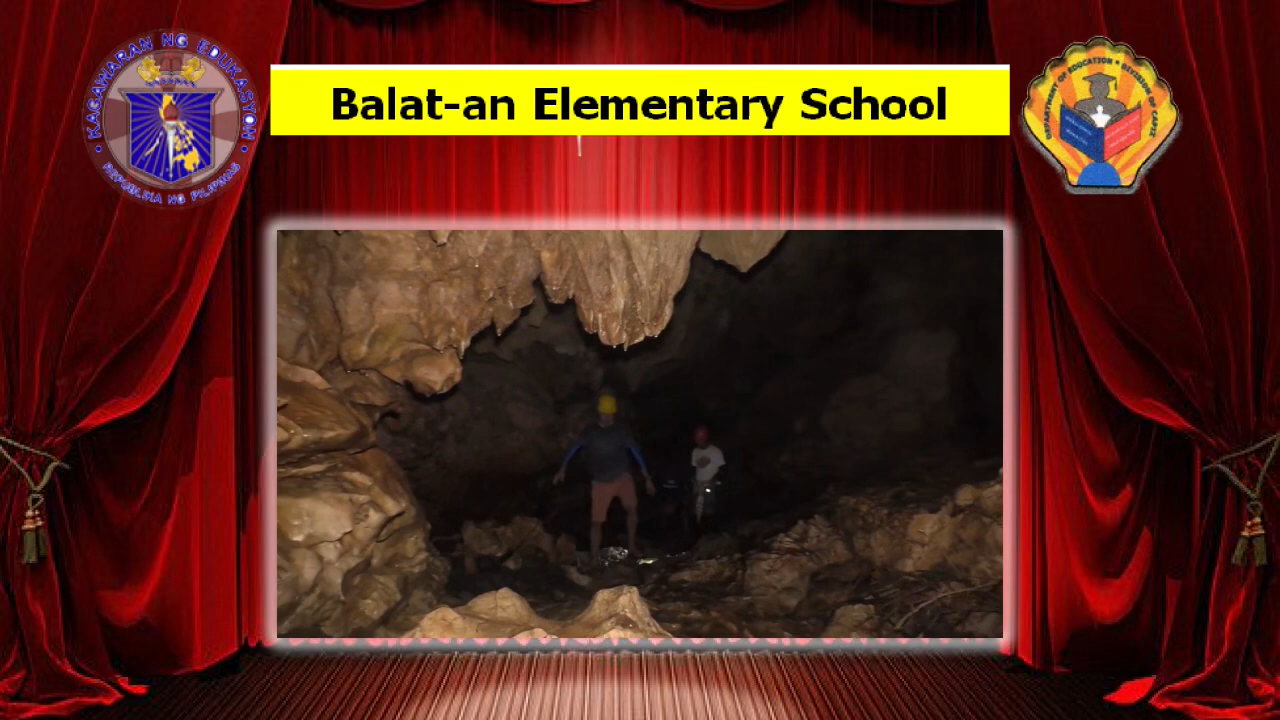 Balat-an Elementary School
KAGAWARAN NG EDUKASYON
REPUBLIKA NG PILIPINAS
DEPARTMENT OF EDUCATION • DIVISION OF CAPIZ